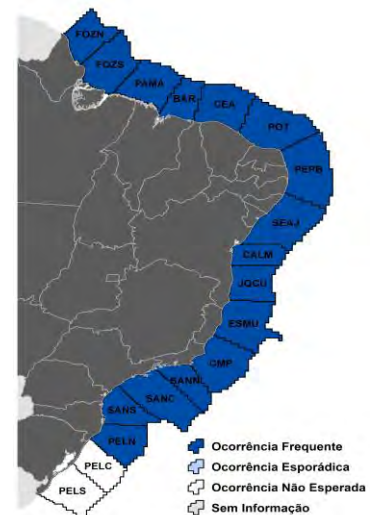 FOZN
FOZS
PAMA
BAR
CEA
POT
PEPB
SEAJ
CALM
JQCU
ESMU
CMP
BANN
SANC
SANS
PELN
PELC
PELS
Ocorrência Frequente
Ocorrência Esporádica
Ocorrência Não Esperada
Sem Informação